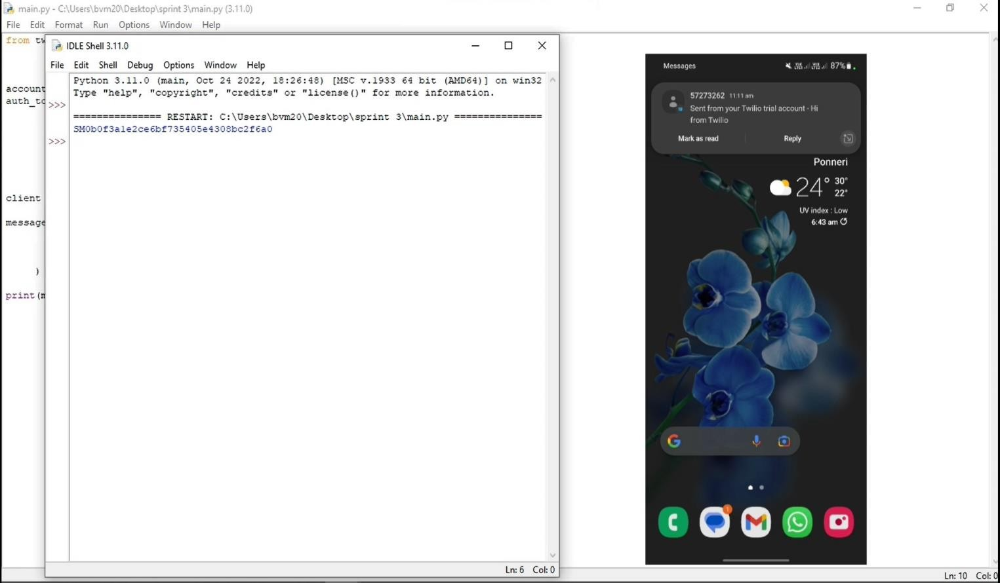 main.py - C:\Users\bvm20\Desktop\sprint 3\main.py (3.11.0)
File Edit Format Run Options Window Help
from tw
account
auth_to
client
message
)
print(m
IDLE Shell 3.11.0
File Edit Shell Debug Options Window Help
Python 3.11.0 (main, Oct 24 2022, 18:26:48) [MSC v.1933 64 bit (AMD64)] on win32
Type "help", "copyright", "credits" or "license()" for more information.
>>>
=============== RESTART: C:\Users\bvm20\Desktop\sprint 3\main.py ===============
SM0b0f3a1e2ce6bf735405e4308bc2f6a0
>>>
Ln: 6 Col: 0
Messages 87%
57273262 11:11 am
Sent from your Twilio trial account - Hi
from Twilio
Mark as read Reply
Ponneri
24° 30°
22°
UV index : Low
6:43 am
1
Ln: 10 Col: 0